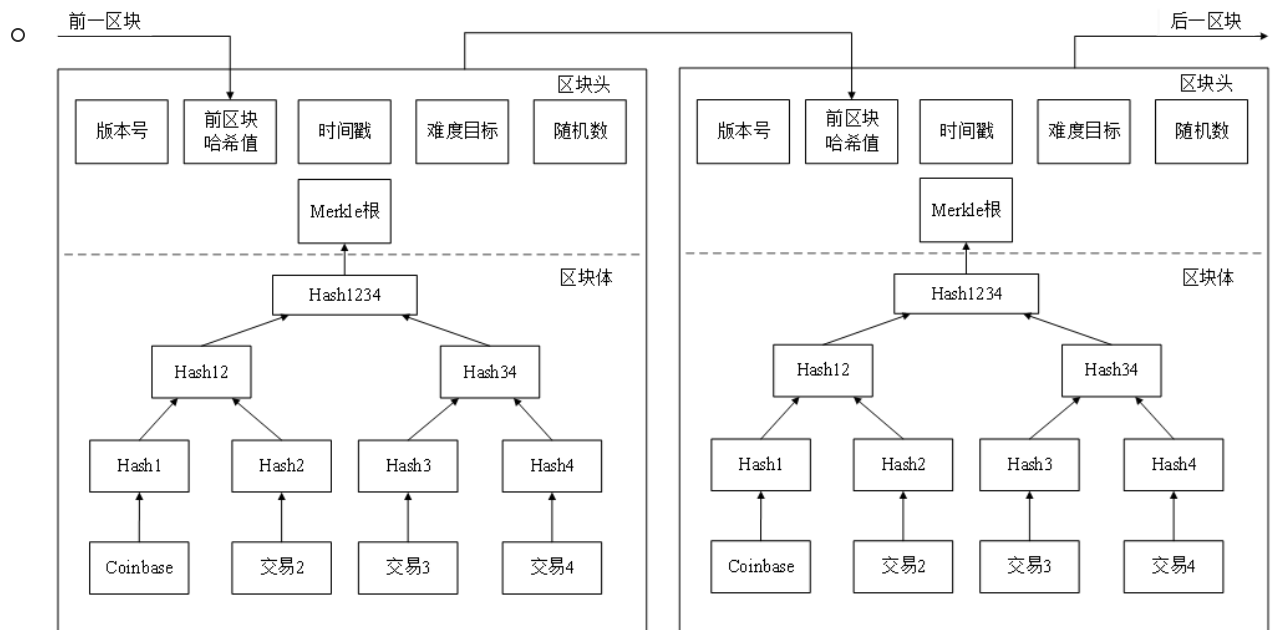 前一区块
后一区块
区块头
版本号
前区块
哈希值
时间戳
难度目标
随机数
Merkle根
区块体
Hash1234
Hash12
Hash34
Hash1
Hash2
Hash3
Hash4
Coinbase
交易2
交易3
交易4
区块头
版本号
前区块
哈希值
时间戳
难度目标
随机数
Merkle根
区块体
Hash1234
Hash12
Hash34
Hash1
Hash2
Hash3
Hash4
Coinbase
交易2
交易3
交易4